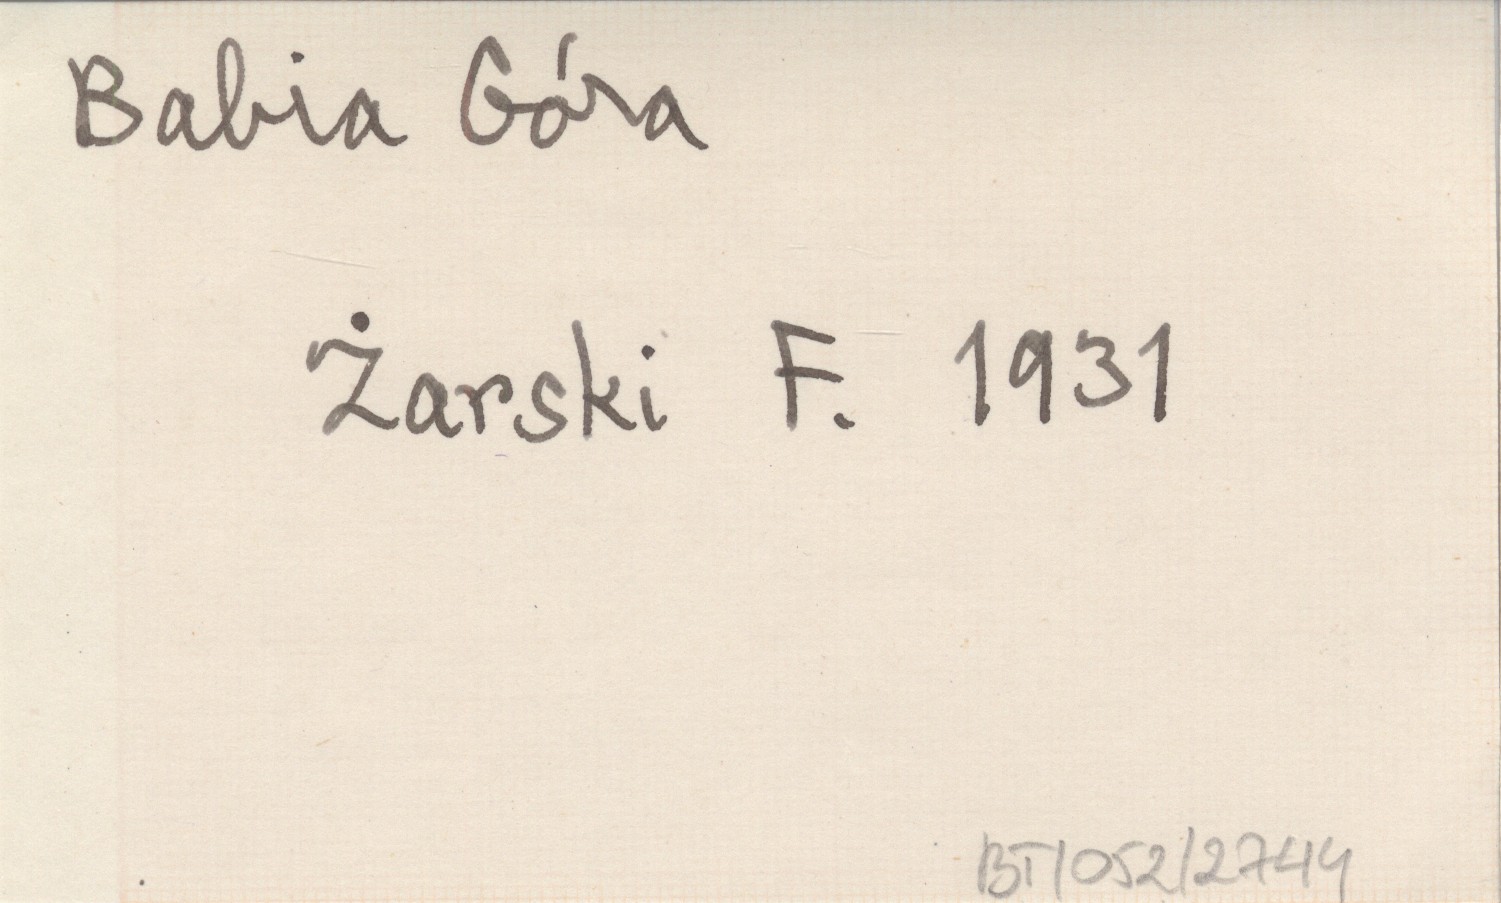 Babia Góra
Żarski F. 1931
BT/052/2744